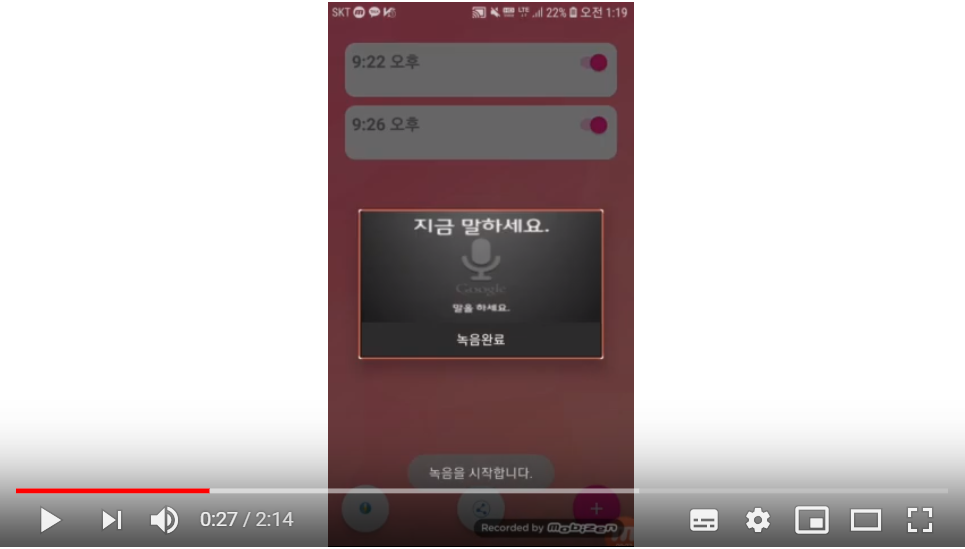 SKT
LTE 22% 오전 1:19
9:22 오후
9:26 오후
지금 말하세요.
Google
말을 하세요.
녹음완료
녹음을 시작합니다.
Recorded by mobizen
0:27 / 2:14